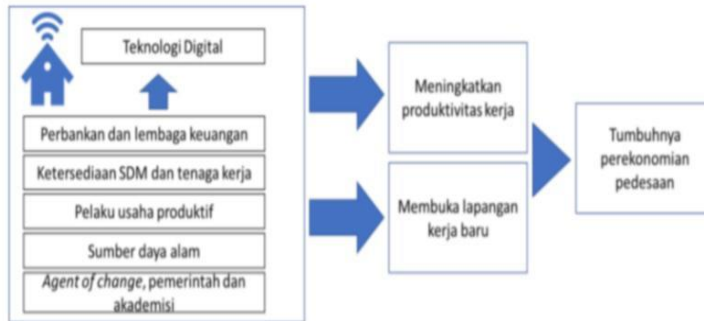 Teknologi Digital
Perbankan dan lembaga keuangan
Ketersediaan SDM dan tenaga kerja
Pelaku usaha produktif
Sumber daya alam
Agent of change, pemerintah dan
akademisi
Meningkatkan
produktivitas kerja
Membuka lapangan
kerja baru
Tumbuhnya
perekonomian
pedesaan